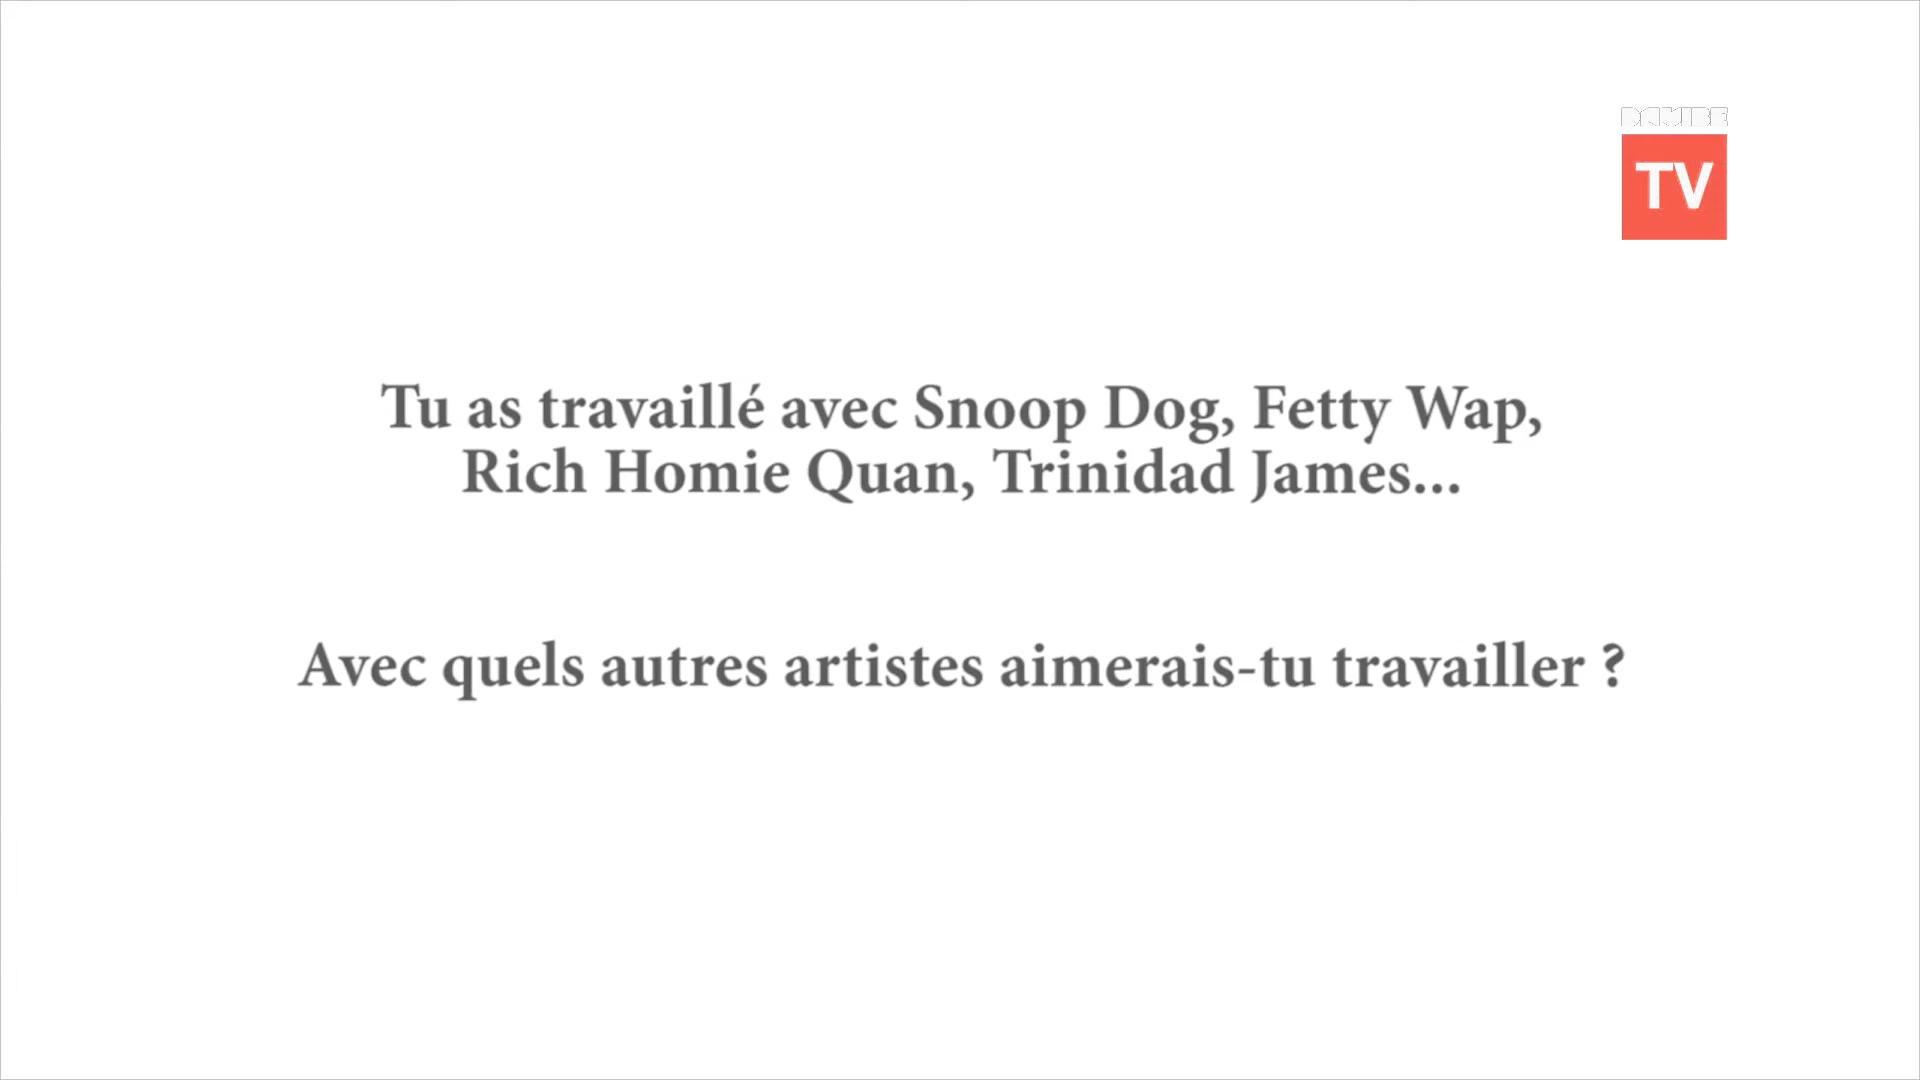 TV
Tu as travaillé avec Snoop Dog, Fetty Wap,
Rich Homie Quan, Trinidad James...
Avec quels autres artistes aimerais-tu travailler ?